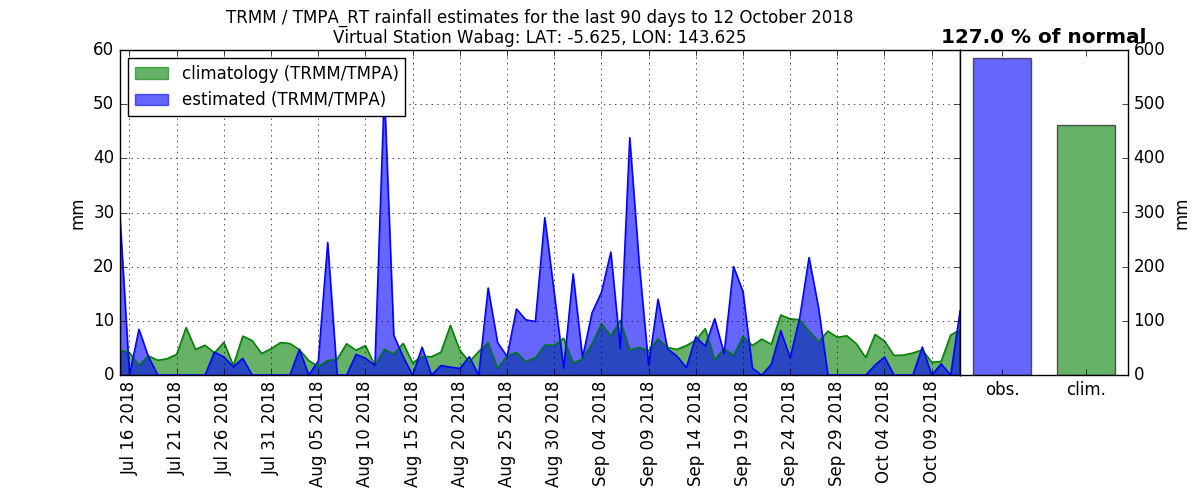 TRMM / TMPA_RT rainfall estimates for the last 90 days to 12 October 2018
Virtual Station Wabag: LAT: -5.625, LON: 143.625
127.0 % of normal
climatology (TRMM/TMPA)
estimated (TRMM/TMPA)
60
50
40
30
20
10
0
mm
600
500
400
300
200
100
0
mm
Jul 16 2018
Jul 21 2018
Jul 26 2018
Jul 31 2018
Aug 05 2018
Aug 10 2018
Aug 15 2018
Aug 20 2018
Aug 25 2018
Aug 30 2018
Sep 04 2018
Sep 09 2018
Sep 14 2018
Sep 19 2018
Sep 24 2018
Sep 29 2018
Oct 04 2018
Oct 09 2018
obs.
clim.